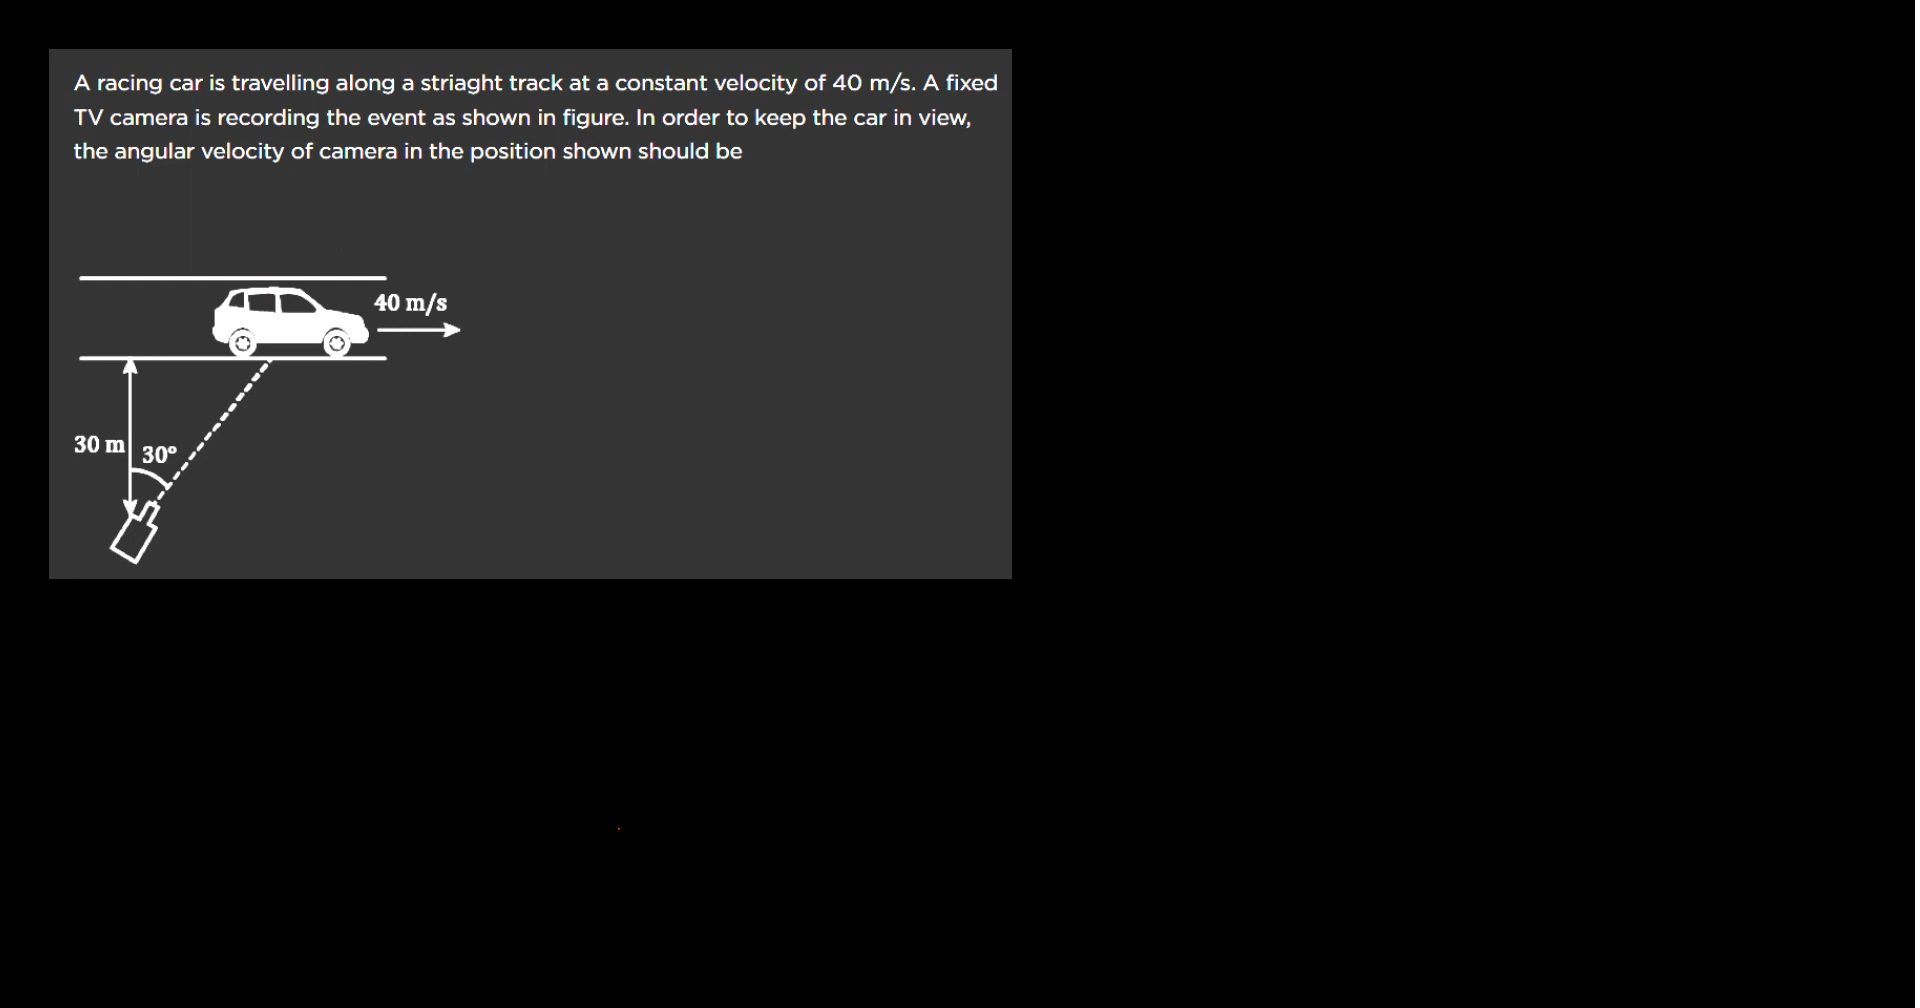 A racing car is travelling along a striaght track at a constant velocity of 40 m/s. A fixed
TV camera is recording the event as shown in figure. In order to keep the car in view,
the angular velocity of camera in the position shown should be
40 m/s
30 m
30°